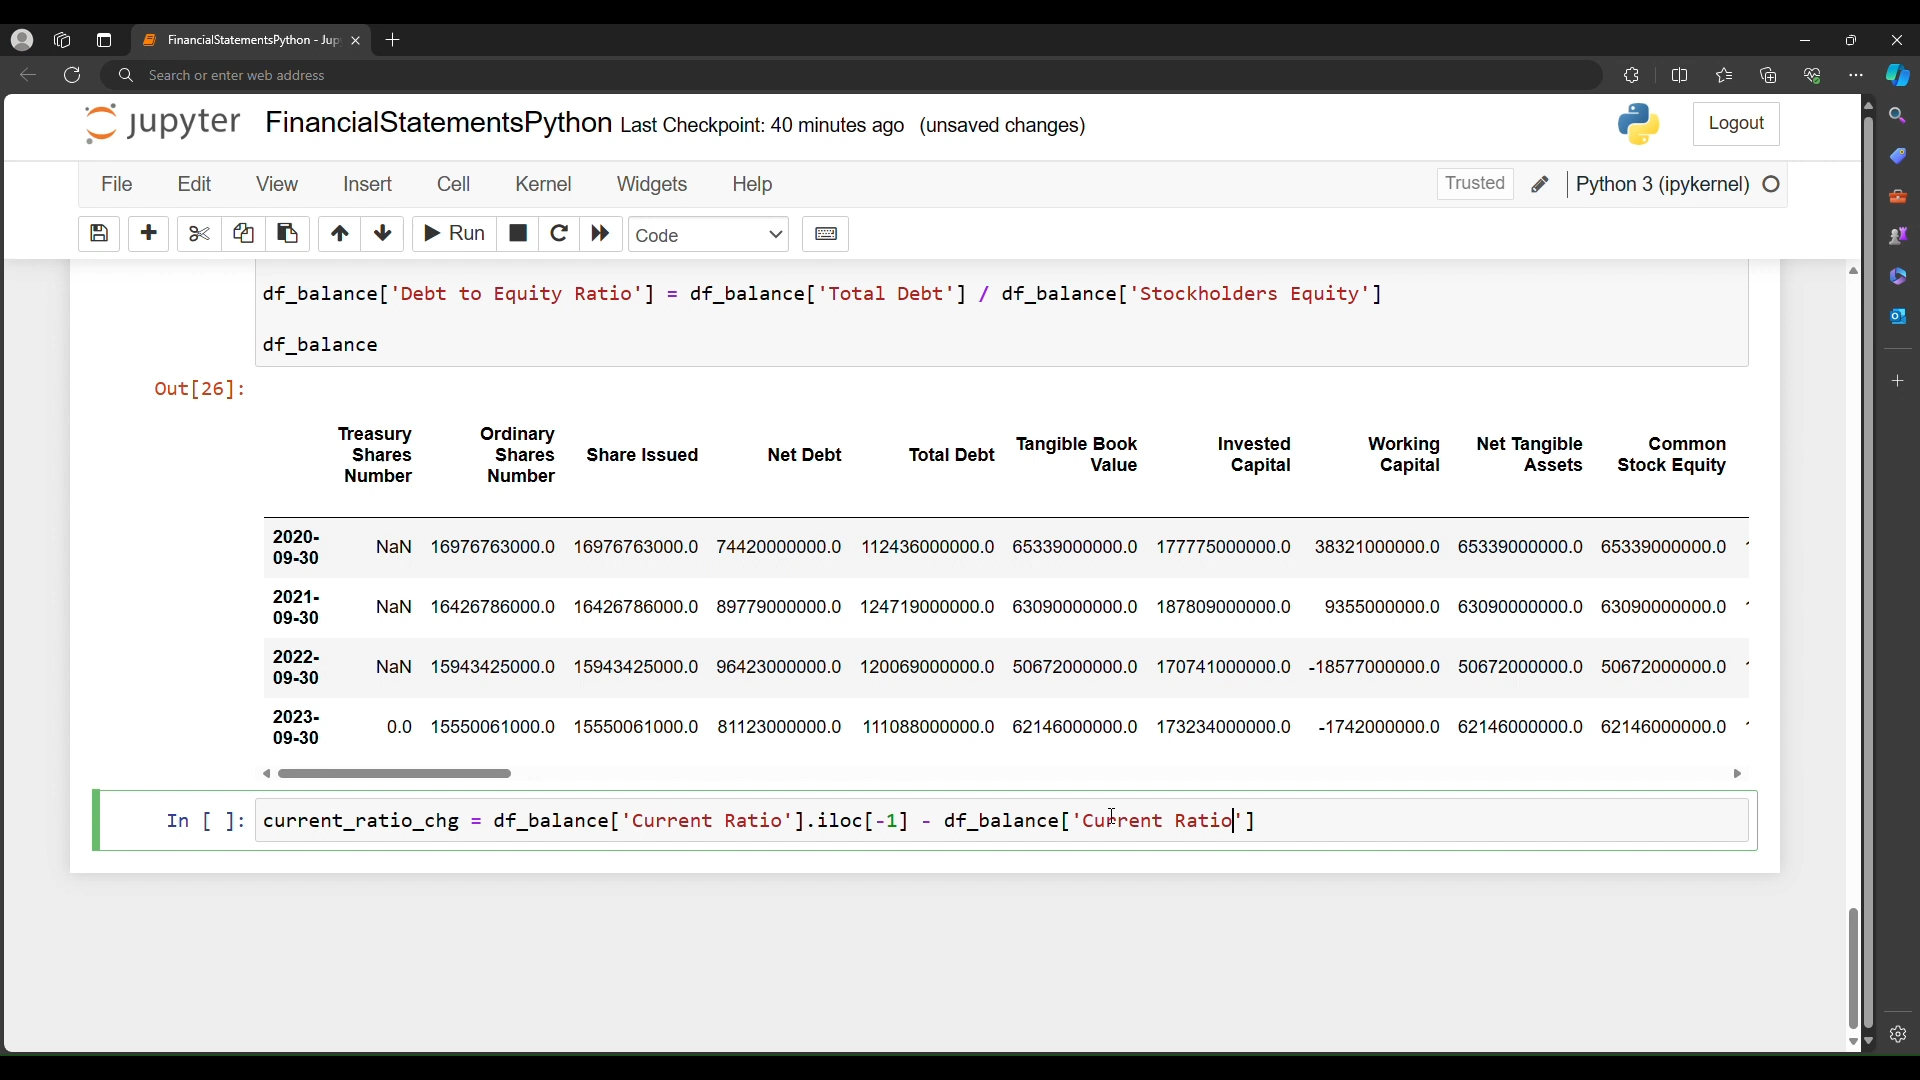 FinancialStatementsPython - Jup
Search or enter web address
jupyter FinancialStatementsPython Last Checkpoint: 40 minutes ago (unsaved changes)
Logout
File Edit View Insert Cell Kernel Widgets Help
Trusted Python 3 (ipykernel)
Run Code
df_balance['Debt to Equity Ratio'] = df_balance['Total Debt'] / df_balance['Stockholders Equity']
df_balance
Out[26]:
Treasury Shares Number Ordinary Shares Number Share Issued Net Debt Total Debt Tangible Book Value Invested Capital Working Capital Net Tangible Assets Common Stock Equity
2020-09-30 NaN 16976763000.0 16976763000.0 74420000000.0 112436000000.0 65339000000.0 177775000000.0 38321000000.0 65339000000.0 65339000000.0
2021-09-30 NaN 16426786000.0 16426786000.0 89779000000.0 124719000000.0 63090000000.0 187809000000.0 9355000000.0 63090000000.0 63090000000.0
2022-09-30 NaN 15943425000.0 15943425000.0 96423000000.0 120069000000.0 50672000000.0 170741000000.0 -18577000000.0 50672000000.0 50672000000.0
2023-09-30 0.0 15550061000.0 15550061000.0 81123000000.0 111088000000.0 62146000000.0 173234000000.0 -1742000000.0 62146000000.0 62146000000.0
In [ ]: current_ratio_chg = df_balance['Current Ratio'].iloc[-1] - df_balance['Current Ratio']